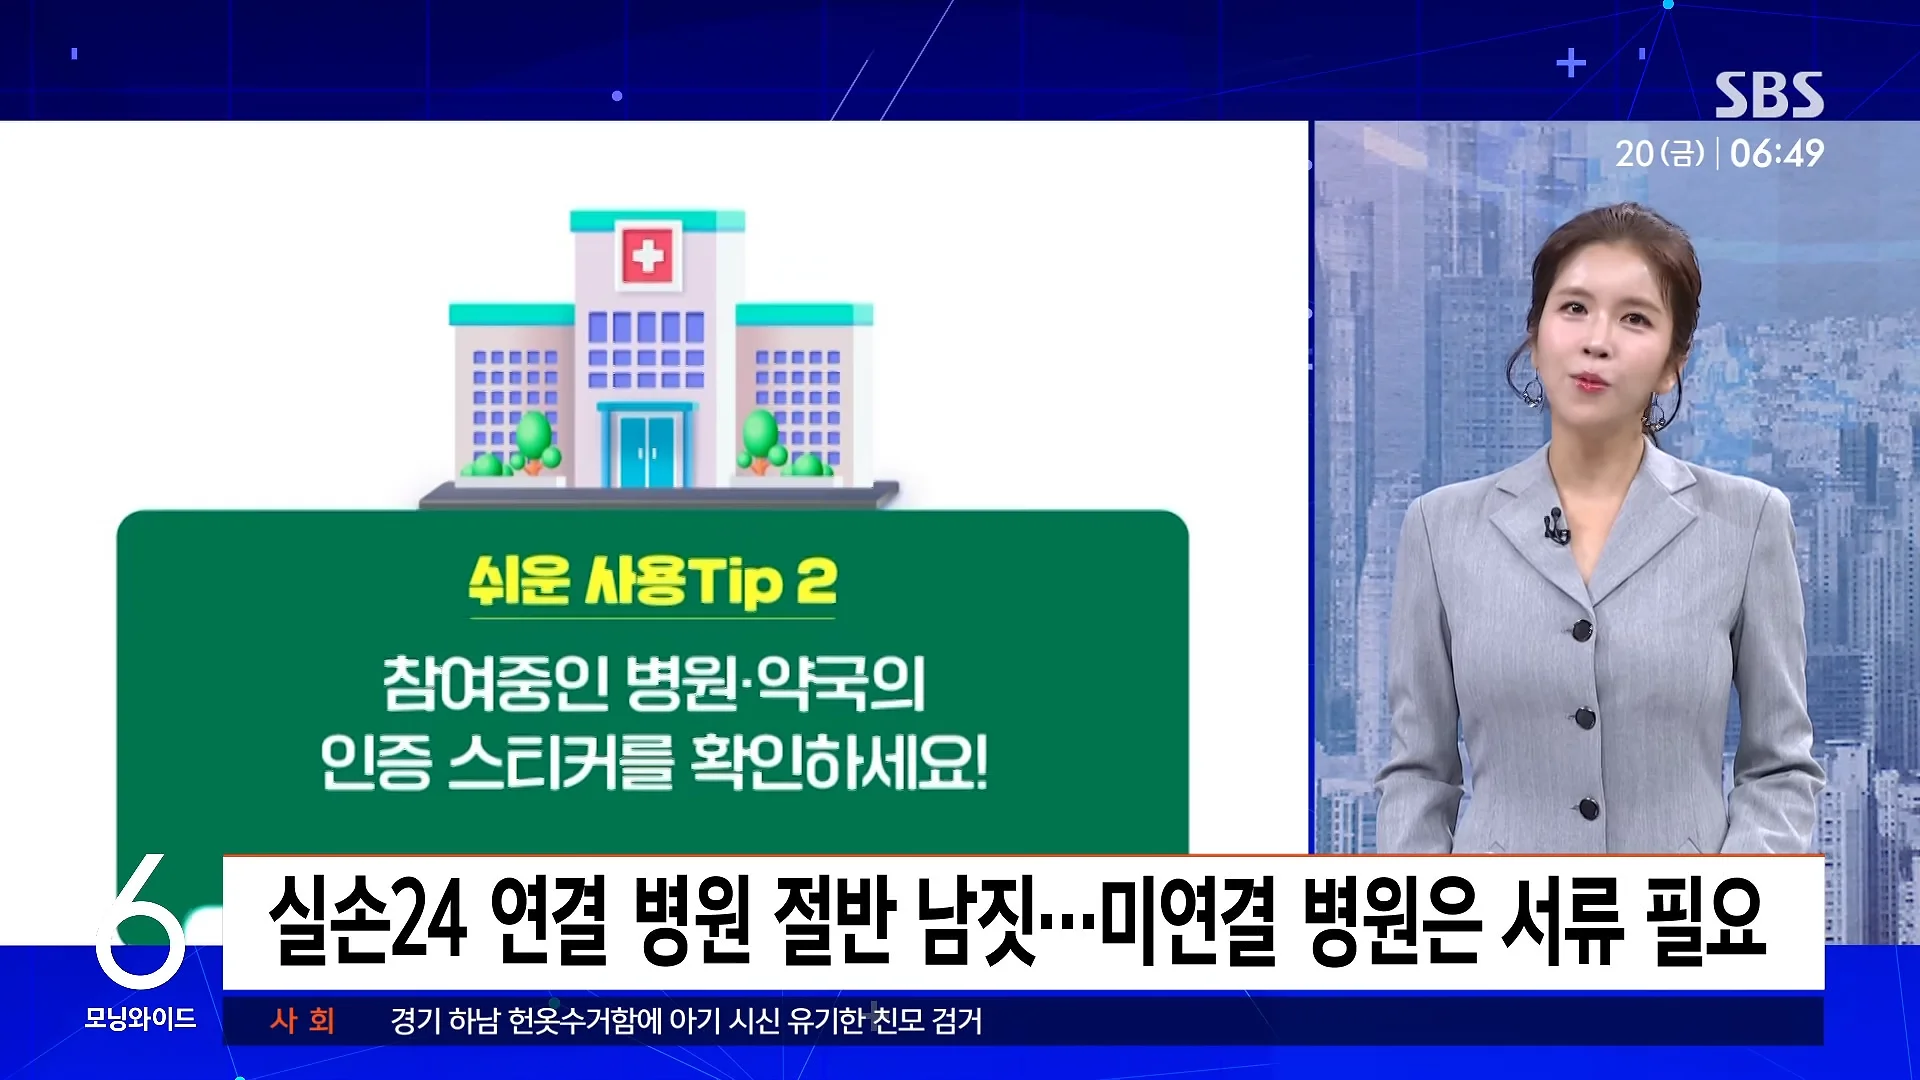 SBS
20(금) | 06:49
쉬운 사용Tip 2
참여중인 병원·약국의
인증 스티커를 확인하세요!
6
모닝와이드
실손24 연결 병원 절반 남짓…미연결 병원은 서류 필요
사회 경기 하남 헌옷수거함에 아기 시신 유기한 친모 검거